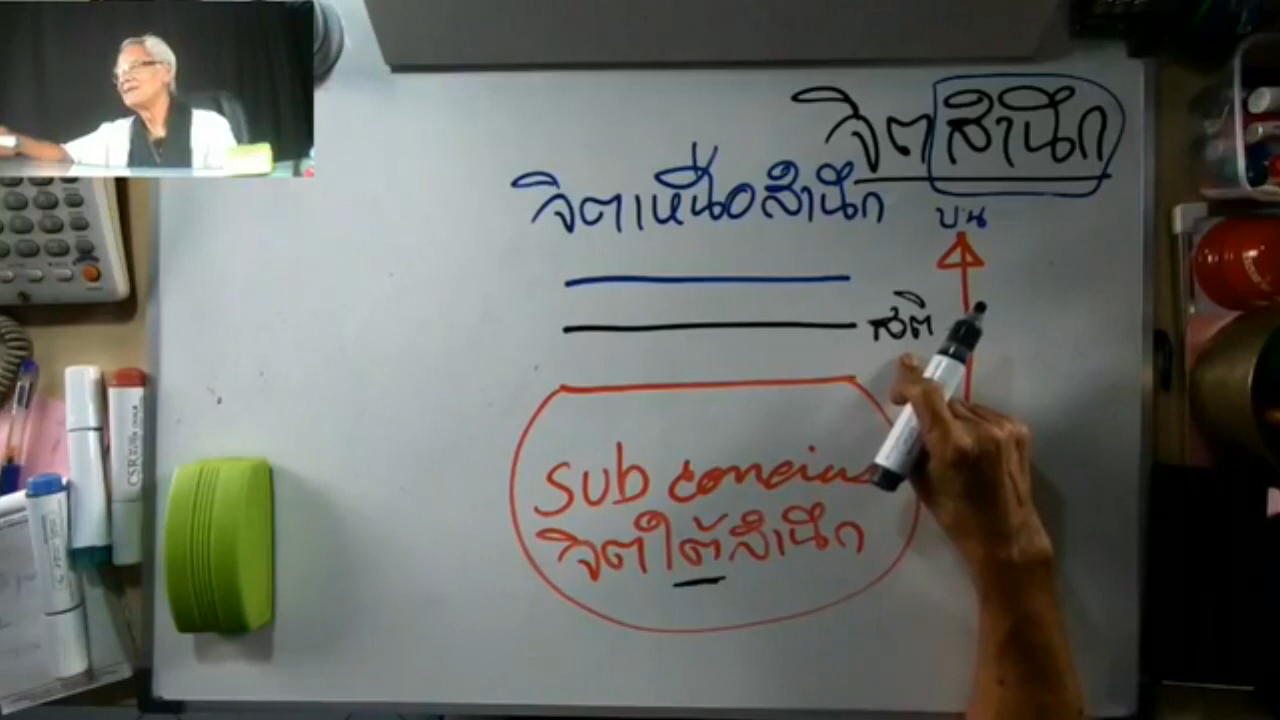 จิตสำนึก
จิตเหนือสำนึก
บน
สติ
sub concius
จิตใต้สำนึก